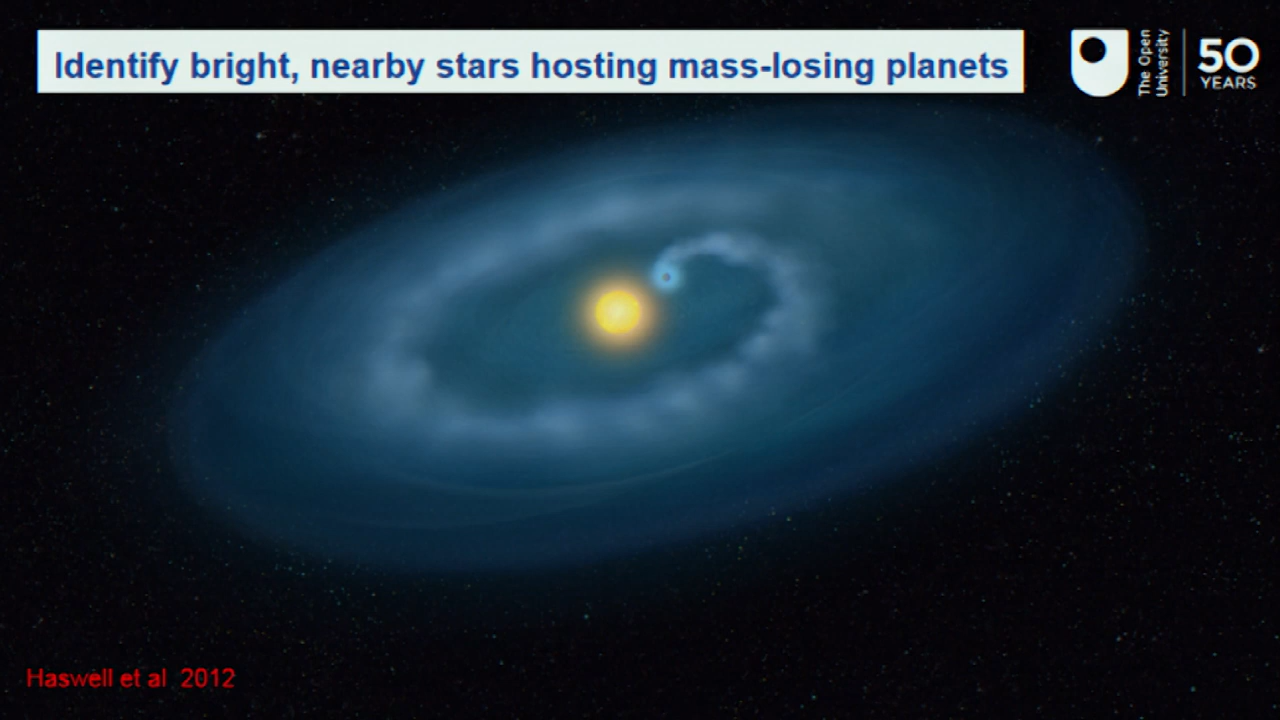 Identify bright, nearby stars hosting mass-losing planets
The Open
University
50
YEARS
Haswell et al 2012